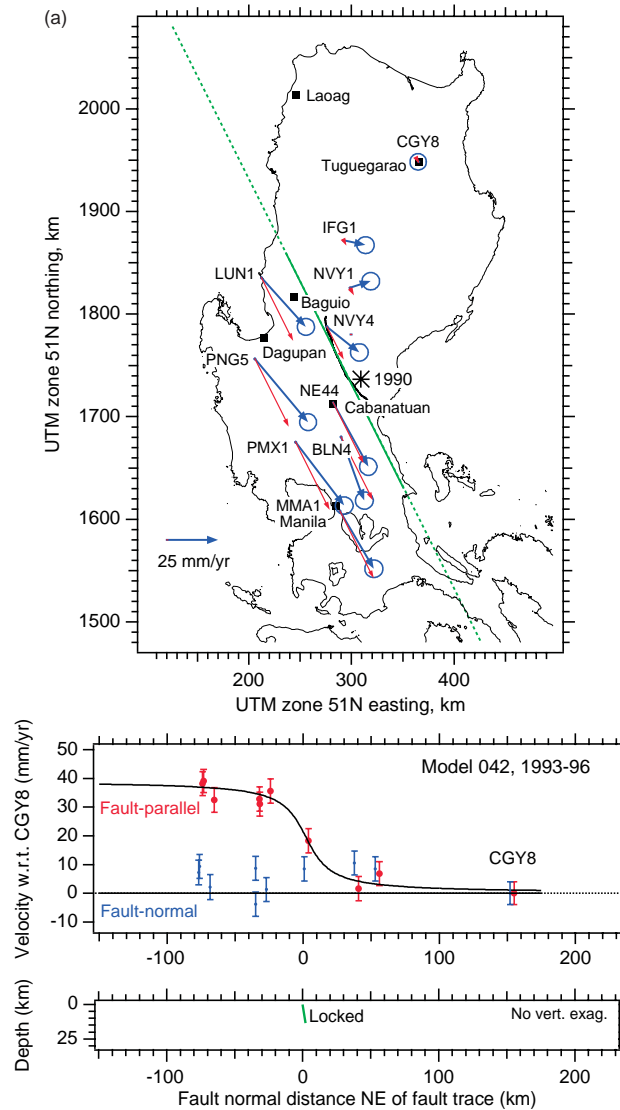 (a)
2000
1900
1800
1700
1600
1500
UTM zone 51N northing, km
Laoag
CGY8
Tuguegarao
IFG1
LUN1
NVY1
Baguio
NVY4
Dagupan
PNG5
1990
NE44
Cabanatuan
PMX1
BLN4
MMA1
Manila
25 mm/yr
200
300
400
UTM zone 51N easting, km
Velocity w.r.t. CGY8 (mm/yr)
50
40
30
20
10
0
-10
Model 042, 1993-96
Fault-parallel
CGY8
Fault-normal
-100
0
100
200
Depth (km)
0
25
Locked
No vert. exag.
-100
0
100
200
Fault normal distance NE of fault trace (km)